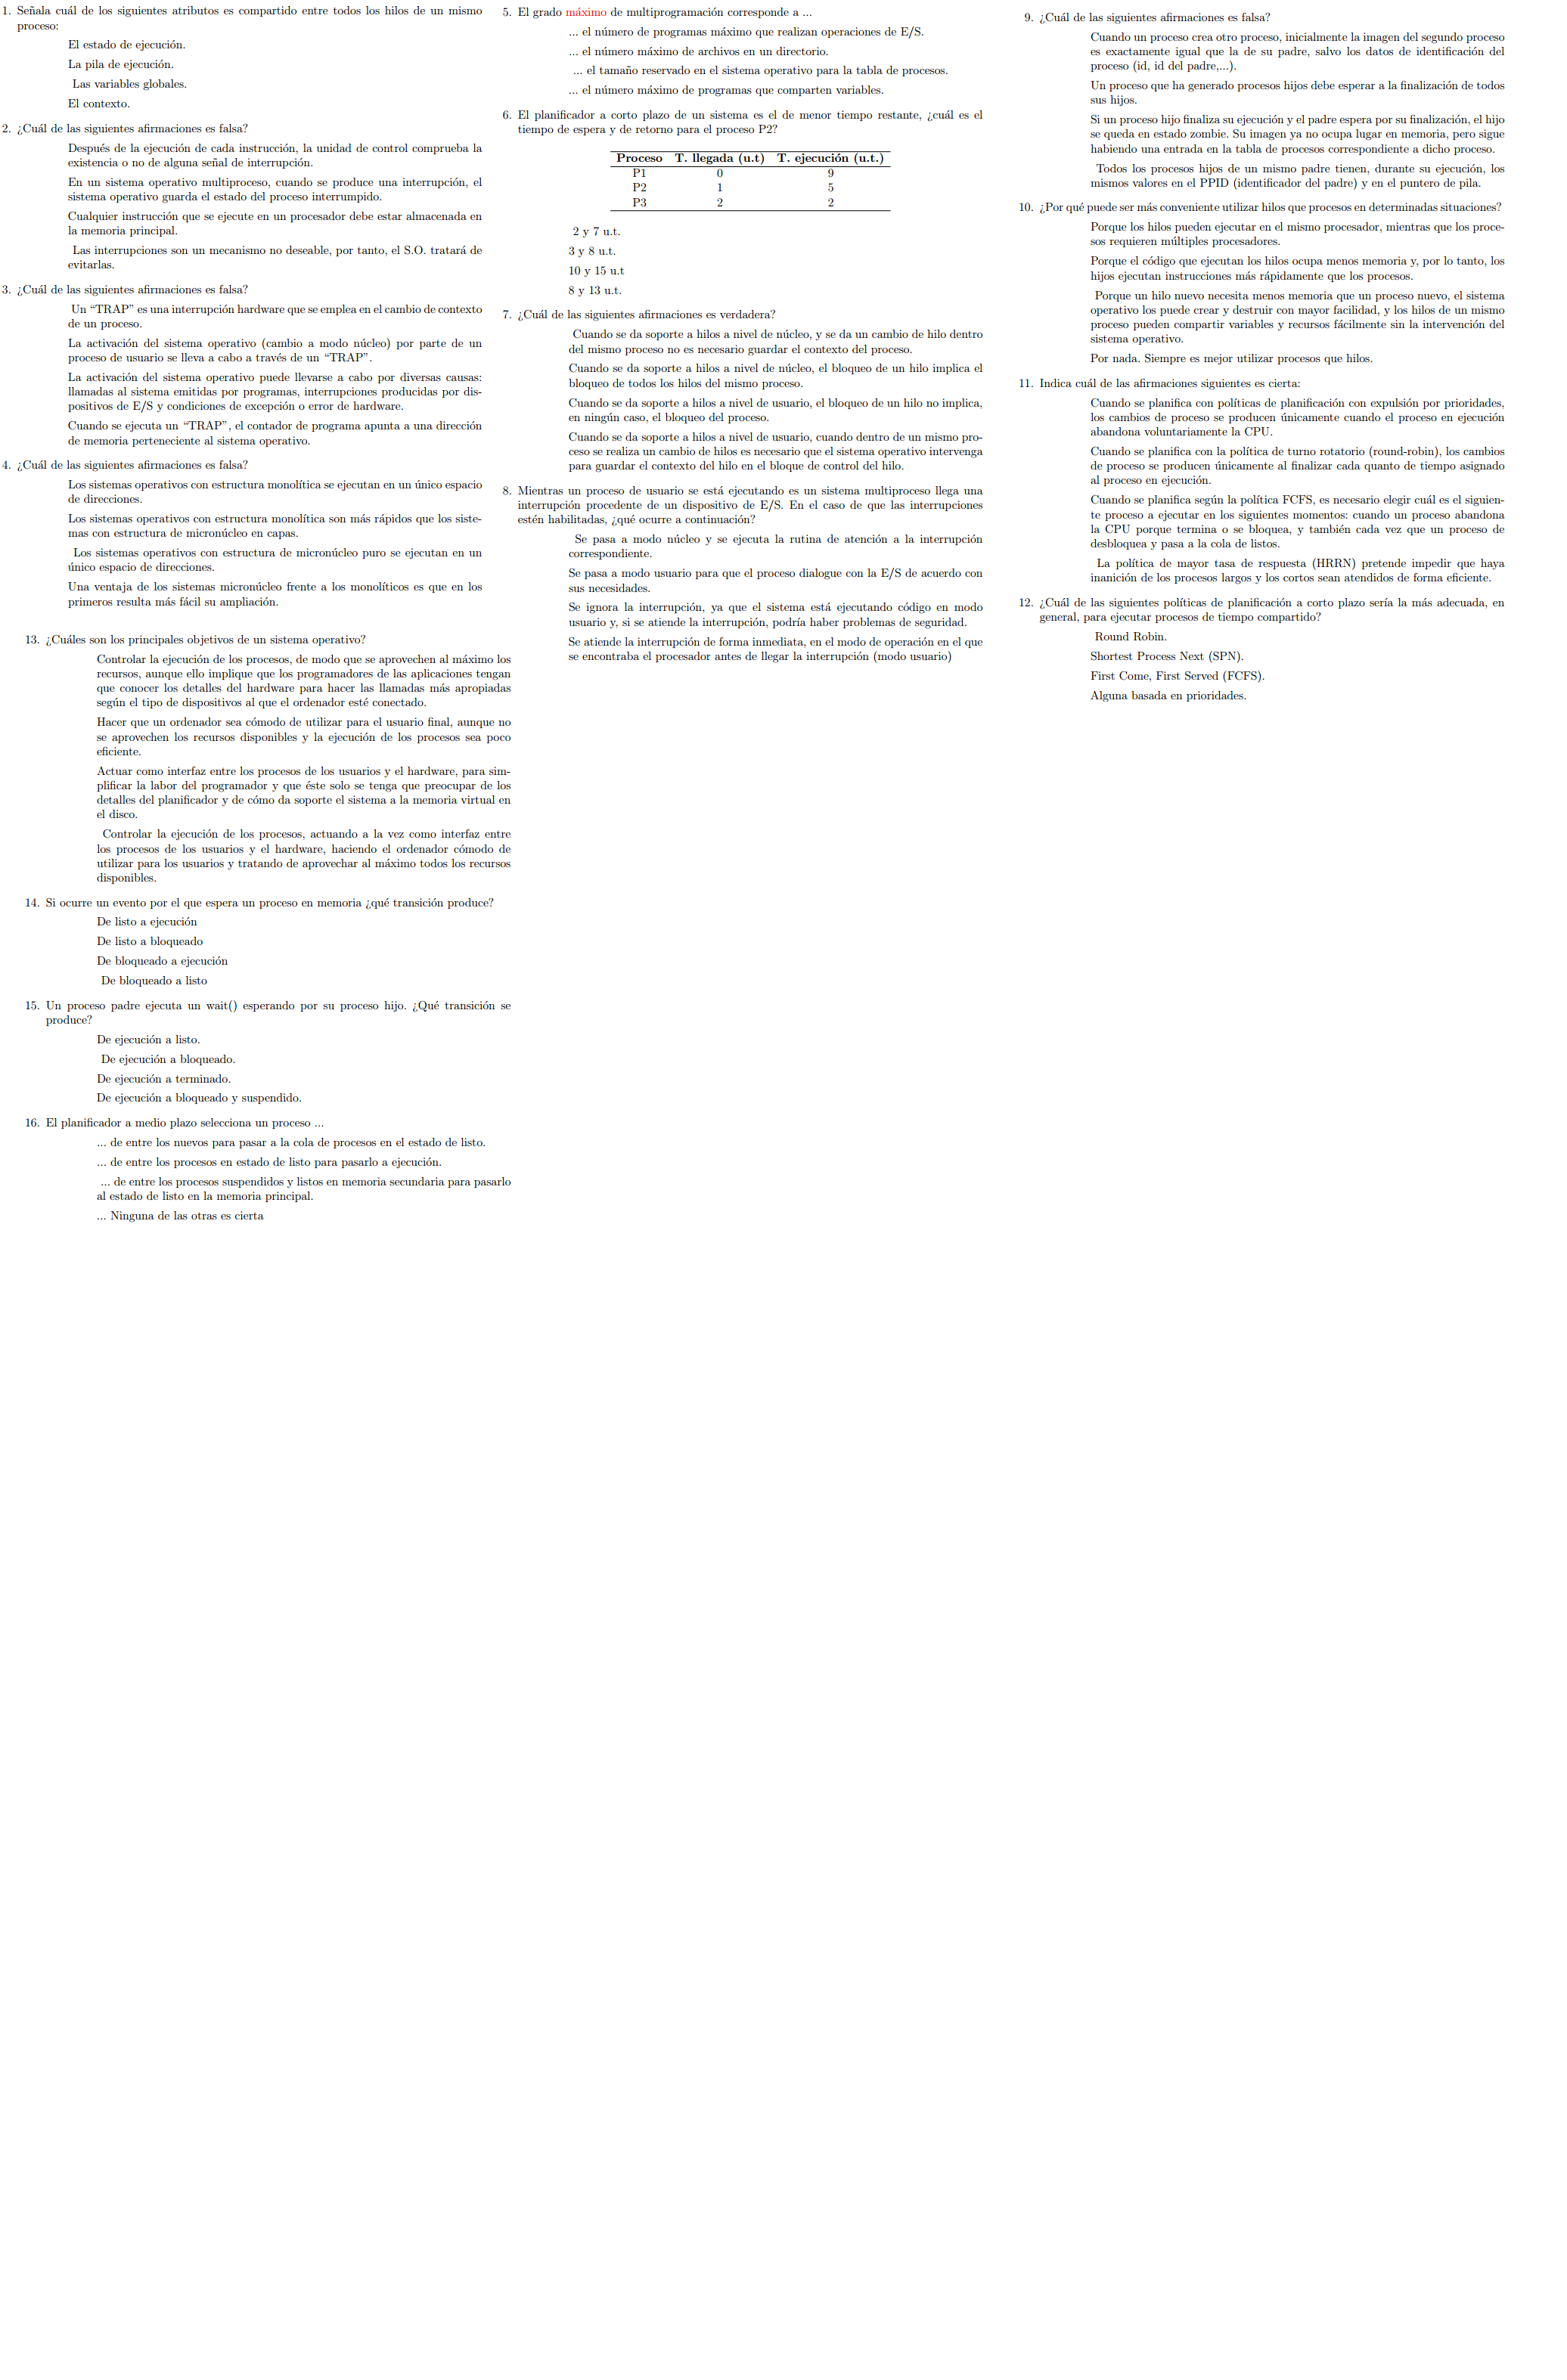 1. Señala cuál de los siguientes atributos es compartido entre todos los hilos de un mismo
proceso:
El estado de ejecución.
La pila de ejecución.
Las variables globales.
El contexto.
2. ¿Cuál de las siguientes afirmaciones es falsa?
Después de la ejecución de cada instrucción, la unidad de control comprueba la
existencia o no de alguna señal de interrupción.
En un sistema operativo multiproceso, cuando se produce una interrupción, el
sistema operativo guarda el estado del proceso interrumpido.
Cualquier instrucción que se ejecute en un procesador debe estar almacenada en
la memoria principal.
Las interrupciones son un mecanismo no deseable, por tanto, el S.O. tratará de
evitarlas.
3. ¿Cuál de las siguientes afirmaciones es falsa?
Un “TRAP” es una interrupción hardware que se emplea en el cambio de contexto
de un proceso.
La activación del sistema operativo (cambio a modo núcleo) por parte de un
proceso de usuario se lleva a cabo a través de un “TRAP”.
La activación del sistema operativo puede llevarse a cabo por diversas causas:
llamadas al sistema emitidas por programas, interrupciones producidas por dis-
positivos de E/S y condiciones de excepción o error de hardware.
Cuando se ejecuta un “TRAP”, el contador de programa apunta a una dirección
de memoria perteneciente al sistema operativo.
4. ¿Cuál de las siguientes afirmaciones es falsa?
Los sistemas operativos con estructura monolítica se ejecutan en un único espacio
de direcciones.
Los sistemas operativos con estructura monolítica son más rápidos que los siste-
mas con estructura de micronúcleo en capas.
Los sistemas operativos con estructura de micronúcleo puro se ejecutan en un
único espacio de direcciones.
Una ventaja de los sistemas micronúcleo frente a los monolíticos es que en los
primeros resulta más fácil su ampliación.
5. El grado máximo de multiprogramación corresponde a ...
... el número de programas máximo que realizan operaciones de E/S.
... el número máximo de archivos en un directorio.
... el tamaño reservado en el sistema operativo para la tabla de procesos.
... el número máximo de programas que comparten variables.
6. El planificador a corto plazo de un sistema es el de menor tiempo restante, ¿cuál es el
tiempo de espera y de retorno para el proceso P2?
Proceso T. llegada (u.t) T. ejecución (u.t.)
P1 0 9
P2 1 5
P3 2 2
2 y 7 u.t.
3 y 8 u.t.
10 y 15 u.t
8 y 13 u.t.
7. ¿Cuál de las siguientes afirmaciones es verdadera?
Cuando se da soporte a hilos a nivel de núcleo, y se da un cambio de hilo dentro
del mismo proceso no es necesario guardar el contexto del proceso.
Cuando se da soporte a hilos a nivel de núcleo, el bloqueo de un hilo implica el
bloqueo de todos los hilos del mismo proceso.
Cuando se da soporte a hilos a nivel de usuario, el bloqueo de un hilo no implica,
en ningún caso, el bloqueo del proceso.
Cuando se da soporte a hilos a nivel de usuario, cuando dentro de un mismo pro-
ceso se realiza un cambio de hilos es necesario que el sistema operativo intervenga
para guardar el contexto del hilo en el bloque de control del hilo.
8. Mientras un proceso de usuario se está ejecutando es un sistema multiproceso llega una
interrupción procedente de un dispositivo de E/S. En el caso de que las interrupciones
estén habilitadas, ¿qué ocurre a continuación?
Se pasa a modo núcleo y se ejecuta la rutina de atención a la interrupción
correspondiente.
Se pasa a modo usuario para que el proceso dialogue con la E/S de acuerdo con
sus necesidades.
Se ignora la interrupción, ya que el sistema está ejecutando código en modo
usuario y, si se atiende la interrupción, podría haber problemas de seguridad.
Se atiende la interrupción de forma inmediata, en el modo de operación en el que
se encontraba el procesador antes de llegar la interrupción (modo usuario)
9. ¿Cuál de las siguientes afirmaciones es falsa?
Cuando un proceso crea otro proceso, inicialmente la imagen del segundo proceso
es exactamente igual que la de su padre, salvo los datos de identificación del
proceso (id, id del padre,...).
Un proceso que ha generado procesos hijos debe esperar a la finalización de todos
sus hijos.
Si un proceso hijo finaliza su ejecución y el padre espera por su finalización, el hijo
se queda en estado zombie. Su imagen ya no ocupa lugar en memoria, pero sigue
habiendo una entrada en la tabla de procesos correspondiente a dicho proceso.
Todos los procesos hijos de un mismo padre tienen, durante su ejecución, los
mismos valores en el PPID (identificador del padre) y en el puntero de pila.
10. ¿Por qué puede ser más conveniente utilizar hilos que procesos en determinadas situaciones?
Porque los hilos pueden ejecutar en el mismo procesador, mientras que los proce-
sos requieren múltiples procesadores.
Porque el código que ejecutan los hilos ocupa menos memoria y, por lo tanto, los
hijos ejecutan instrucciones más rápidamente que los procesos.
Porque un hilo nuevo necesita menos memoria que un proceso nuevo, el sistema
operativo los puede crear y destruir con mayor facilidad, y los hilos de un mismo
proceso pueden compartir variables y recursos fácilmente sin la intervención del
sistema operativo.
Por nada. Siempre es mejor utilizar procesos que hilos.
11. Indica cuál de las afirmaciones siguientes es cierta:
Cuando se planifica con políticas de planificación con expulsión por prioridades,
los cambios de proceso se producen únicamente cuando el proceso en ejecución
abandona voluntariamente la CPU.
Cuando se planifica con la política de turno rotatorio (round-robin), los cambios
de proceso se producen únicamente al finalizar cada quanto de tiempo asignado
al proceso en ejecución.
Cuando se planifica según la política FCFS, es necesario elegir cuál es el siguien-
te proceso a ejecutar en los siguientes momentos: cuando un proceso abandona
la CPU porque termina o se bloquea, y también cada vez que un proceso de
desbloquea y pasa a la cola de listos.
La política de mayor tasa de respuesta (HRRN) pretende impedir que haya
inanición de los procesos largos y los cortos sean atendidos de forma eficiente.
12. ¿Cuál de las siguientes políticas de planificación a corto plazo sería la más adecuada, en
general, para ejecutar procesos de tiempo compartido?
Round Robin.
Shortest Process Next (SPN).
First Come, First Served (FCFS).
Alguna basada en prioridades.
13. ¿Cuáles son los principales objetivos de un sistema operativo?
Controlar la ejecución de los procesos, de modo que se aprovechen al máximo los
recursos, aunque ello implique que los programadores de las aplicaciones tengan
que conocer los detalles del hardware para hacer las llamadas más apropiadas
según el tipo de dispositivos al que el ordenador esté conectado.
Hacer que un ordenador sea cómodo de utilizar para el usuario final, aunque no
se aprovechen los recursos disponibles y la ejecución de los procesos sea poco
eficiente.
Actuar como interfaz entre los procesos de los usuarios y el hardware, para sim-
plificar la labor del programador y que éste solo se tenga que preocupar de los
detalles del planificador y de cómo da soporte el sistema a la memoria virtual en
el disco.
Controlar la ejecución de los procesos, actuando a la vez como interfaz entre
los procesos de los usuarios y el hardware, haciendo el ordenador cómodo de
utilizar para los usuarios y tratando de aprovechar al máximo todos los recursos
disponibles.
14. Si ocurre un evento por el que espera un proceso en memoria ¿qué transición produce?
De listo a ejecución
De listo a bloqueado
De bloqueado a ejecución
De bloqueado a listo
15. Un proceso padre ejecuta un wait() esperando por su proceso hijo. ¿Qué transición se
produce?
De ejecución a listo.
De ejecución a bloqueado.
De ejecución a terminado.
De ejecución a bloqueado y suspendido.
16. El planificador a medio plazo selecciona un proceso ...
... de entre los nuevos para pasar a la cola de procesos en el estado de listo.
... de entre los procesos en estado de listo para pasarlo a ejecución.
... de entre los procesos suspendidos y listos en memoria secundaria para pasarlo
al estado de listo en la memoria principal.
... Ninguna de las otras es cierta